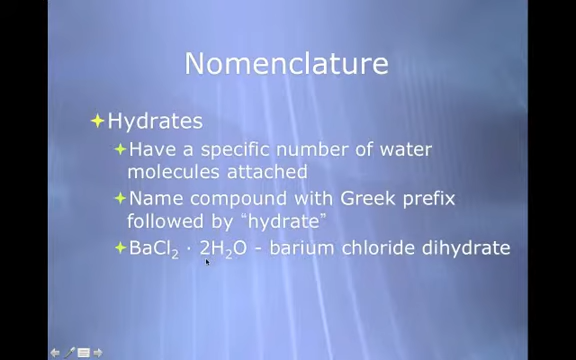 Nomenclature
Hydrates
Have a specific number of water
molecules attached
Name compound with Greek prefix
followed by “hydrate”
BaCl₂ · 2H₂O - barium chloride dihydrate